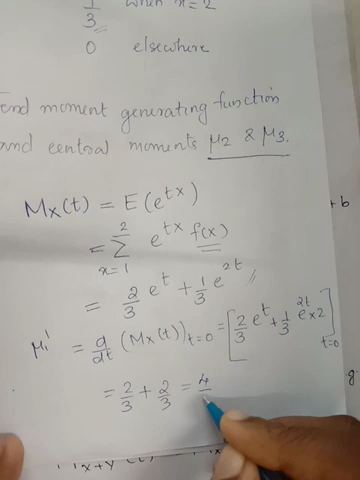 1/3 when x = 2
0 elsewhere
Find moment generating function
and central moments μ2 & μ3.
Mx(t) = E(e^tx)
= Σ_{x=1}^{2} e^tx f(x)
= 2/3 e^t + 1/3 e^2t //
μ1' = d/dt (Mx(t))_{t=0} = [2/3 e^t + 1/3 e^2t x 2]_{t=0}
= 2/3 + 2/3 = 4
+ b